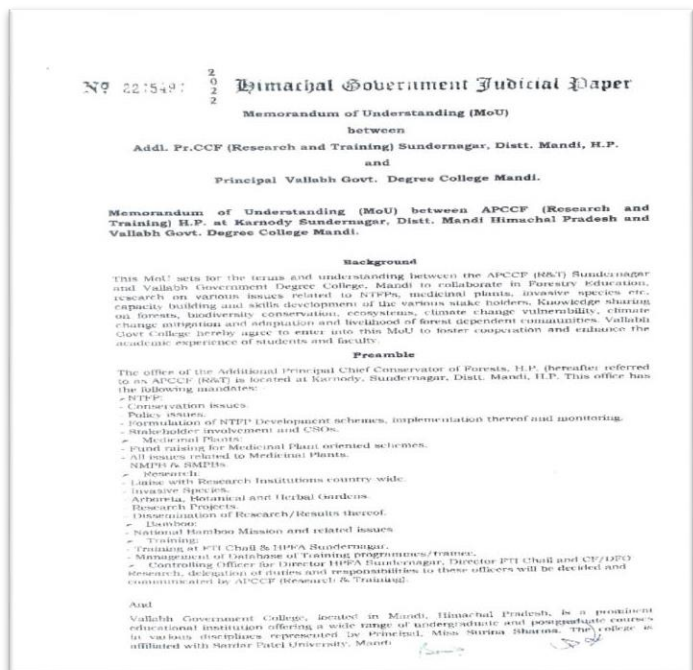 Nº 2215491 2022 Himachal Government Judicial Paper
Memorandum of Understanding (MoU)
between
Addl. Pr.CCF (Research and Training) Sundernagar, Distt. Mandi, H.P.
and
Principal Vallabh Govt. Degree College Mandi.
Memorandum of Understanding (MoU) between APCCF (Research and
Training) H.P. at Karnody Sundernagar, Distt. Mandi Himachal Pradesh and
Vallabh Govt. Degree College Mandi.
Background
This MoU sets for the terms and understanding between the APCCF (R&T) Sundernagar
and Vallabh Government Degree College, Mandi to collaborate in Forestry Education,
research on various issues related to NTFPs, medicinal plants, invasive species etc.
capacity building and skills development of the various stake holders. Knowledge sharing
on forests, biodiversity conservation, ecosystems, climate change vulnerability, climate
change mitigation and adaptation and livelihood of forest dependent communities. Vallabh
Govt College hereby agree to enter into this MoU to foster cooperation and enhance the
academic experience of students and faculty.
Preamble
The office of the Additional Principal Chief Conservator of Forests, H.P. (hereafter referred
to as APCCF (R&T) is located at Karnody, Sundernagar, Distt. Mandi, H.P. This office has
the following mandates:
➢ NTFP:
- Conservation issues.
- Policy issues.
- Formulation of NTFP Development schemes, implementation thereof and monitoring.
- Stakeholder involvement and CSOs.
➢ Medicinal Plants:
- Fund raising for Medicinal Plant oriented schemes.
- All issues related to Medicinal Plants.
- NMPB & SMPBs
➢ Research:
- Liaise with Research Institutions country wide.
- Invasive Species.
- Arboreta, Botanical and Herbal Gardens.
- Research Projects.
- Dissemination of Research/Results thereof.
➢ Bamboo:
- National Bamboo Mission and related issues
➢ Training:
- Training at FTI Chail & HPFA Sundernagar.
- Management of Database of Training programmes/trainer.
➢ Controlling Officer for Director HPFA Sundernagar, Director FTI Chail and CF/DFO
Research, delegation of duties and responsibilities to these officers will be decided and
communicated by APCCF (Research & Training).
And
Vallabh Government College, located in Mandi, Himachal Pradesh, is a prominent
educational institution offering a wide range of undergraduate and postgraduate courses
in various disciplines represented by Principal, Miss Surina Sharma. The college is
affiliated with Sardar Patel University, Mandi